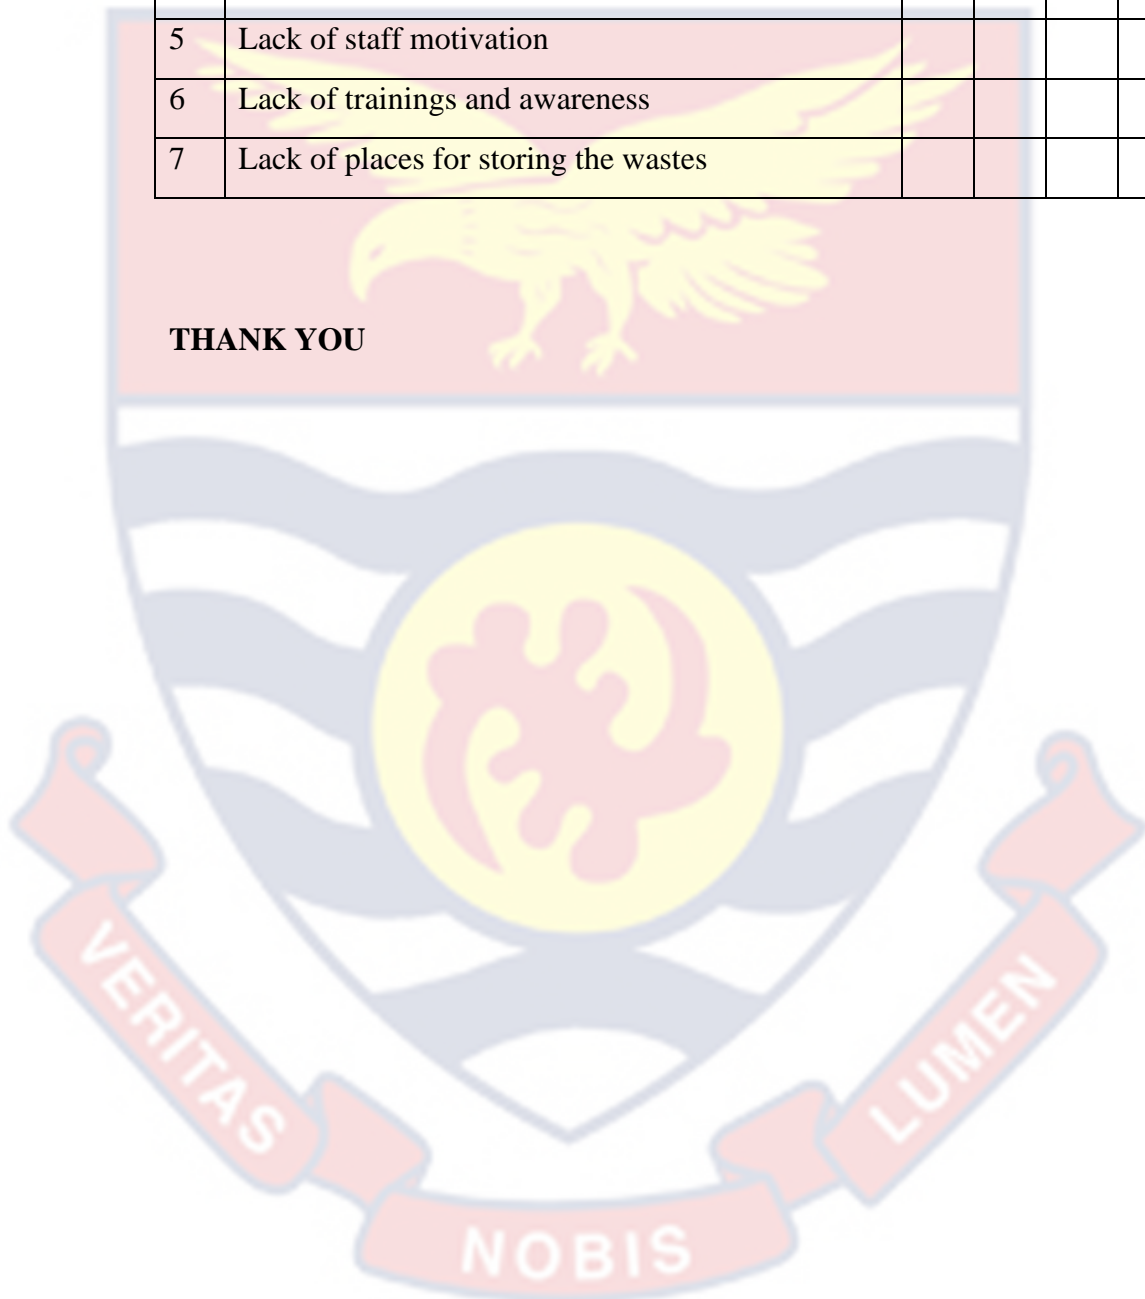 5 Lack of staff motivation
6 Lack of trainings and awareness
7 Lack of places for storing the wastes
THANK YOU
VERITAS
NOBIS
LUMEN